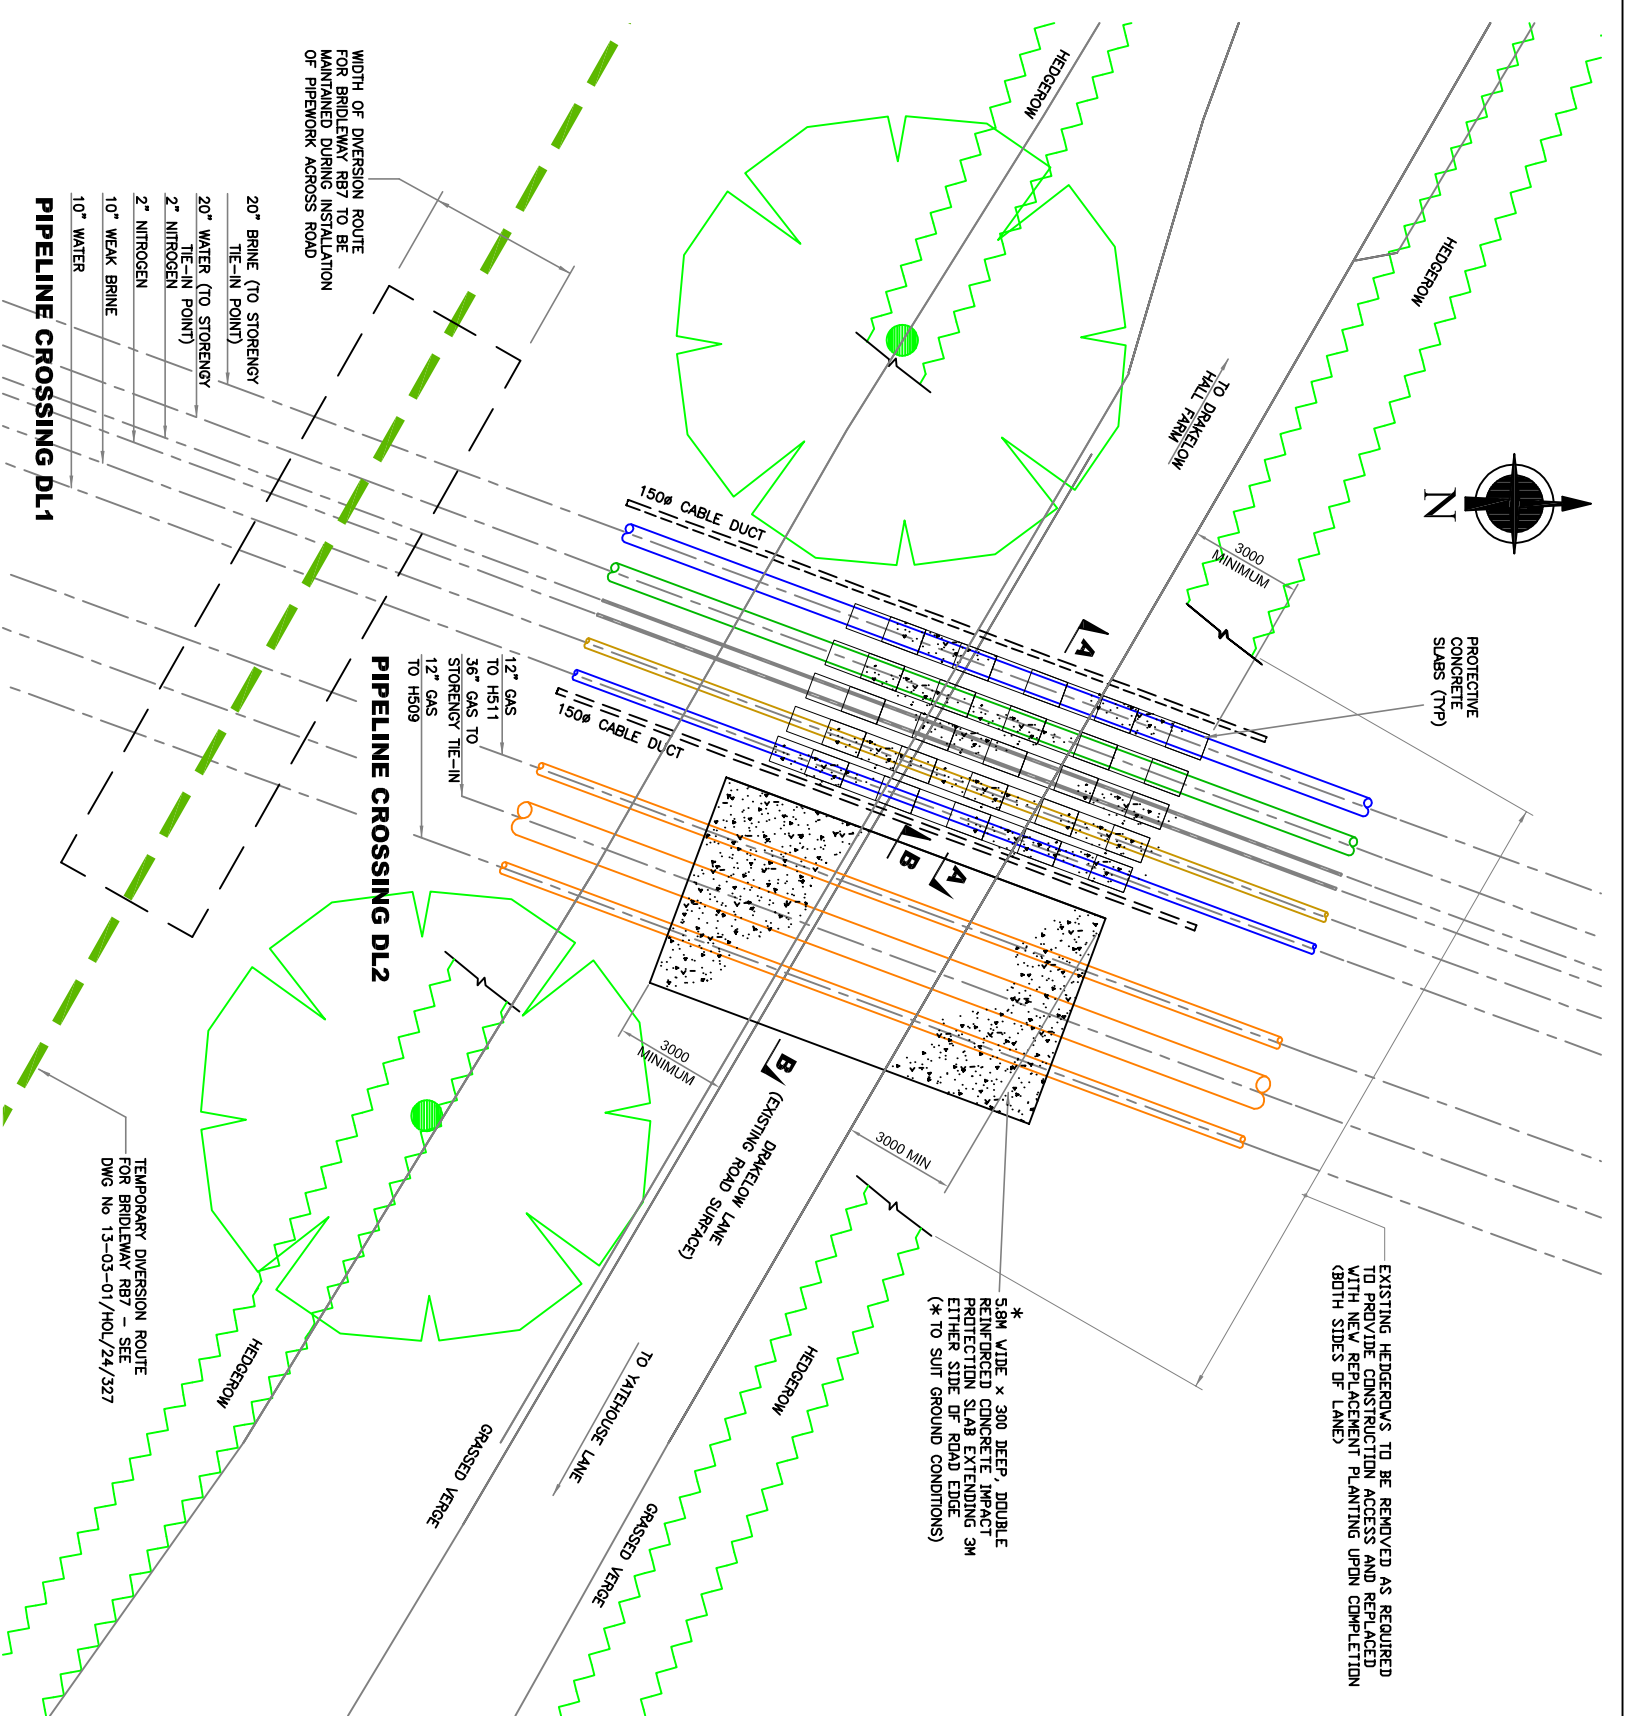 EXISTING HEDGEROWS TO BE REMOVED AS REQUIRED
TO PROVIDE CONSTRUCTION ACCESS AND REPLACED
WITH NEW REPLACEMENT PLANTING UPON COMPLETION
(BOTH SIDES OF LANE)
PROTECTIVE
CONCRETE
SLABS (TYP)
N
HEDGEROW
3000
MINIMUM
TO DRAKELOW
HALL FARM
HEDGEROW
A
A
B
B
*
5.8M WIDE x 300 DEEP, DOUBLE
REINFORCED CONCRETE IMPACT
PROTECTION SLAB EXTENDING 3M
EITHER SIDE OF ROAD EDGE
(* TO SUIT GROUND CONDITIONS)
3000 MIN
HEDGEROW
DRAKELOW LANE
(EXISTING ROAD SURFACE)
3000
MINIMUM
150ø CABLE DUCT
150ø CABLE DUCT
TO YATEHOUSE LANE
GRASSED VERGE
GRASSED VERGE
12" GAS
TO H511
36" GAS TO
STORENGY TIE-IN
12" GAS
TO H509
PIPELINE CROSSING DL2
WIDTH OF DIVERSION ROUTE
FOR BRIDLEWAY RB7 TO BE
MAINTAINED DURING INSTALLATION
OF PIPEWORK ACROSS ROAD
20" BRINE (TO STORENGY
TIE-IN POINT)
20" WATER (TO STORENGY
TIE-IN POINT)
2" NITROGEN
2" NITROGEN
10" WEAK BRINE
10" WATER
PIPELINE CROSSING DL1
HEDGEROW
TEMPORARY DIVERSION ROUTE
FOR BRIDLEWAY RB7 - SEE
DWG No 13-03-01/HOL/24/327